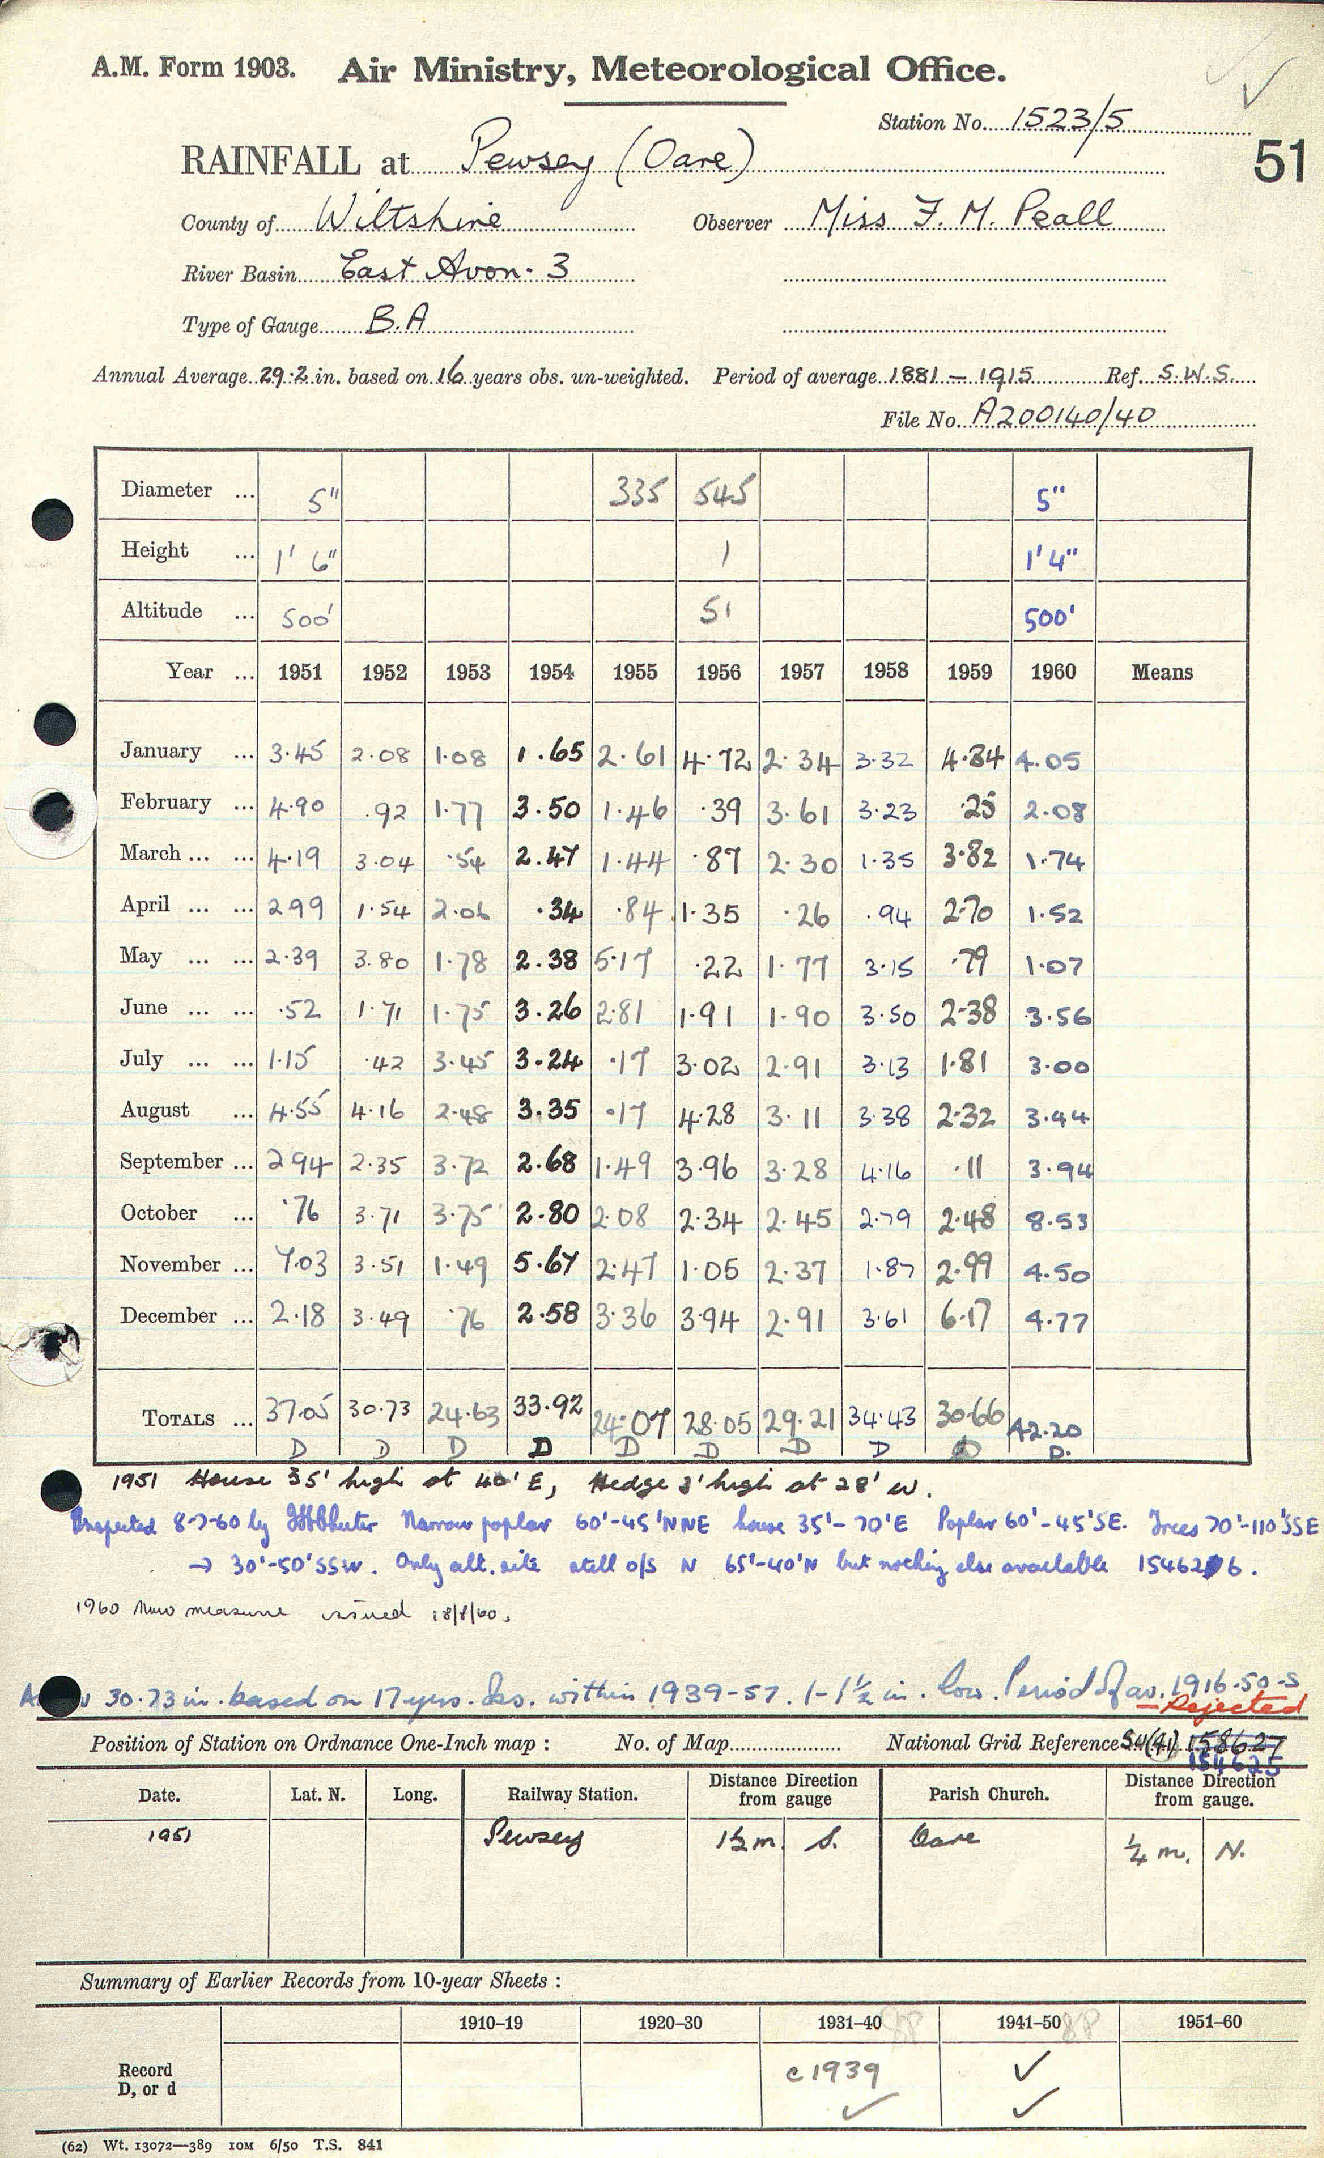 A.M. Form 1903. Air Ministry, Meteorological Office.
Station No. 1523/5
RAINFALL at Pewsey (Oare)
51
County of Wiltshire Observer Miss F. M. Peall
River Basin East Avon - 3
Type of Gauge B.A
Annual Average 29.2 in. based on 16 years obs. un-weighted. Period of average 1881 – 1915 Ref. S.W.S.
File No. A200140/40
Diameter ... 5" 335 545 5"
Height ... 1' 6" 1 1'4"
Altitude ... 500' 51 500'
Year ... 1951 1952 1953 1954 1955 1956 1957 1958 1959 1960 Means
January ... 3.45 2.08 1.08 1.65 2.61 4.72 2.34 3.32 4.84 4.05
February ... 4.90 .92 1.77 3.50 1.46 .39 3.61 3.23 .25 2.08
March ... ... 4.19 3.04 .54 2.47 1.44 .87 2.30 1.35 3.82 1.74
April ... ... 2.99 1.54 2.06 .34 .84 1.35 .26 .94 2.70 1.52
May ... ... 2.39 3.80 1.78 2.38 5.17 .22 1.77 3.15 .79 1.07
June ... ... .52 1.71 1.75 3.26 2.81 1.91 1.90 3.50 2.38 3.56
July ... ... 1.15 .42 3.45 3.24 .17 3.02 2.91 3.13 1.81 3.00
August ... 4.55 4.16 2.48 3.35 .17 4.28 3.11 3.38 2.32 3.44
September ... 2.94 2.35 3.72 2.68 1.49 3.96 3.28 4.16 .11 3.94
October ... .76 3.71 3.75 2.80 2.08 2.34 2.45 2.79 2.48 8.53
November ... 7.03 3.51 1.49 5.67 2.47 1.05 2.37 1.87 2.99 4.50
December ... 2.18 3.49 .76 2.58 3.36 3.94 2.91 3.61 6.17 4.77
TOTALS ... 37.05 30.73 24.63 33.92 24.07 28.05 29.21 34.43 30.66 42.20
D D D D D D D D D D.
1951 House 35' high at 40' E, Hedge 3' high at 28' W.
Inspected 8-7-60 by Narrow poplar 60'-45'NNE house 35'-70'E Poplar 60'-45'SE. Trees 70'-110'SSE
→ 30'-50'SSW. Only alt. site still o/s N 65'-40'N but nothing else available 154626.
1960 New measure issued 18/8/60.
30.73 in. based on 17 yrs. obs. within 1939-57. 1-1½ in. low. Period of av. 1916-50-S
– Rejected
Position of Station on Ordnance One-Inch map : No. of Map National Grid Reference SU(41) 158627
154625
Date. Lat. N. Long. Railway Station. Distance Direction from gauge Parish Church. Distance Direction from gauge.
1951 Pewsey 1½ m. S. Oare ¼ m. N.
Summary of Earlier Records from 10-year Sheets :
1910–19 1920–30 1931–40 1941–50 1951–60
Record D, or d c 1939 ✓ ✓ ✓
(62) Wt. 13072—389 10M 6/50 T.S. 841